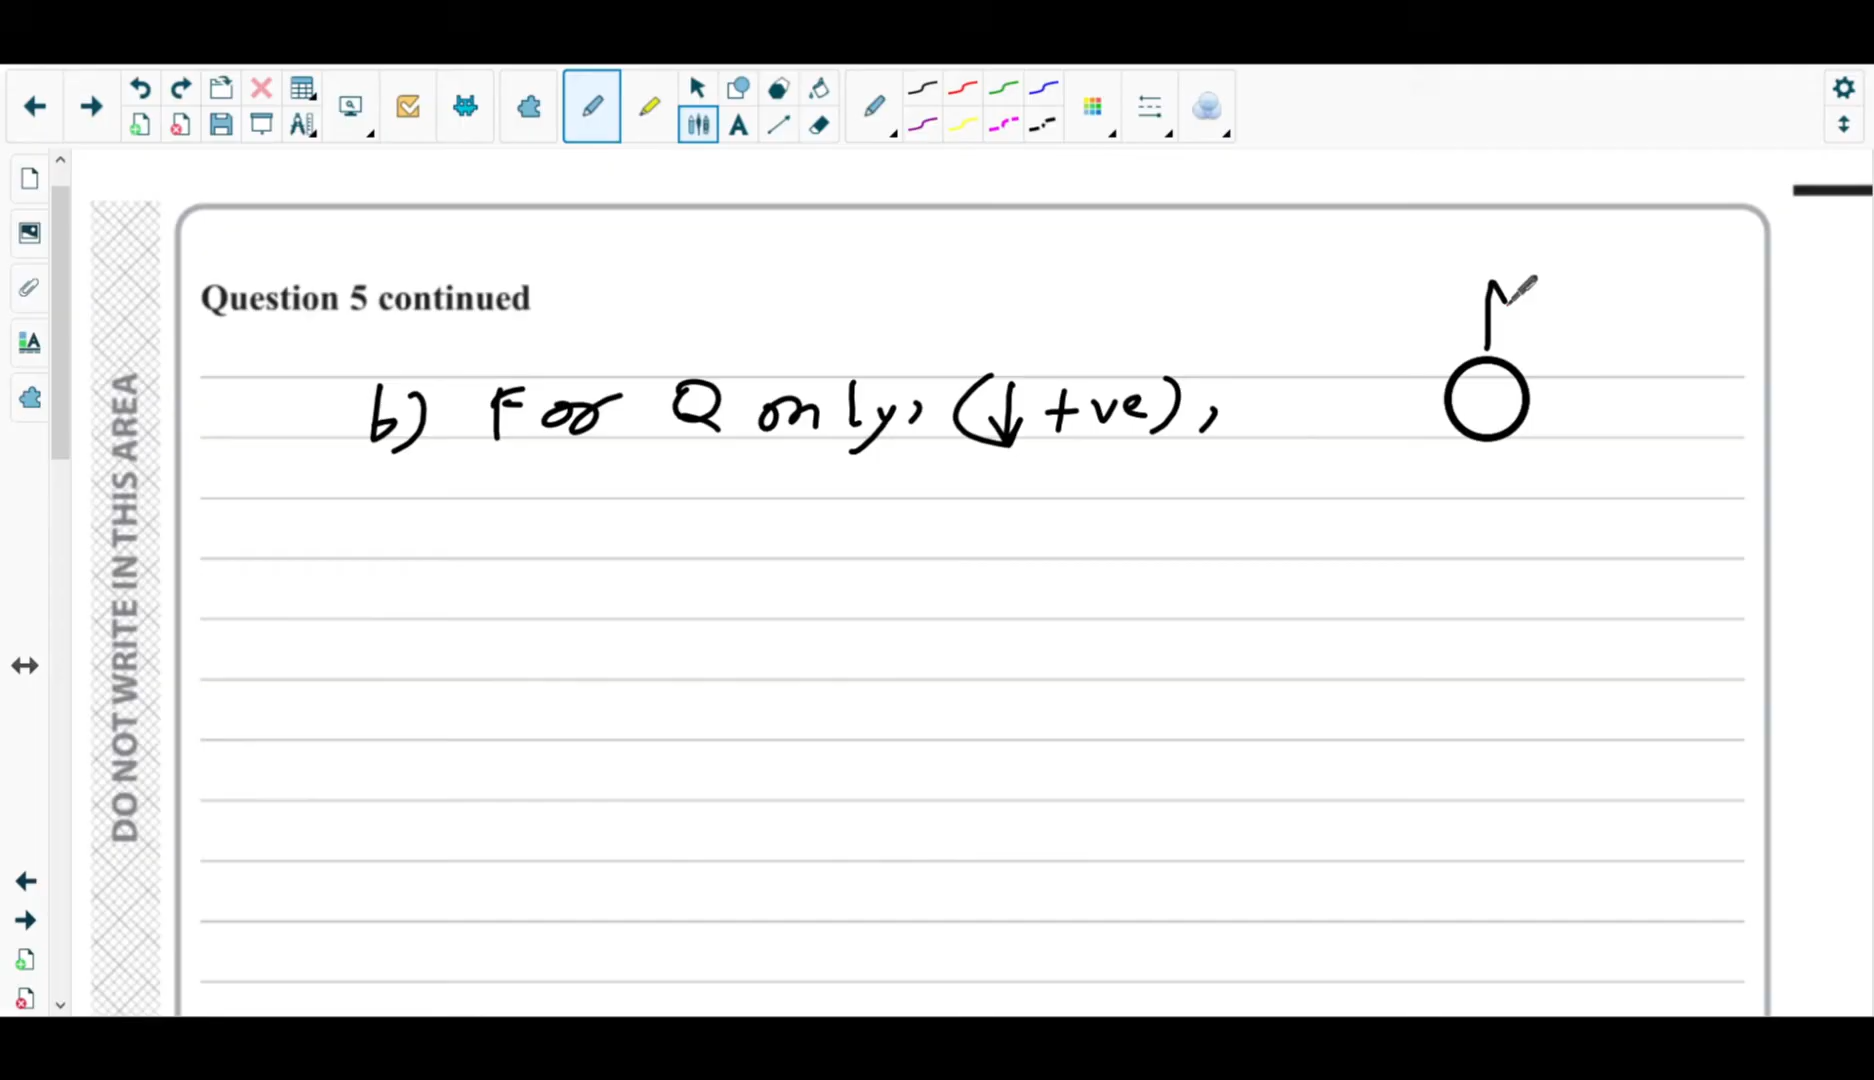 Question 5 continued
b) For Q only, (↓ +ve),
DO NOT WRITE IN THIS AREA